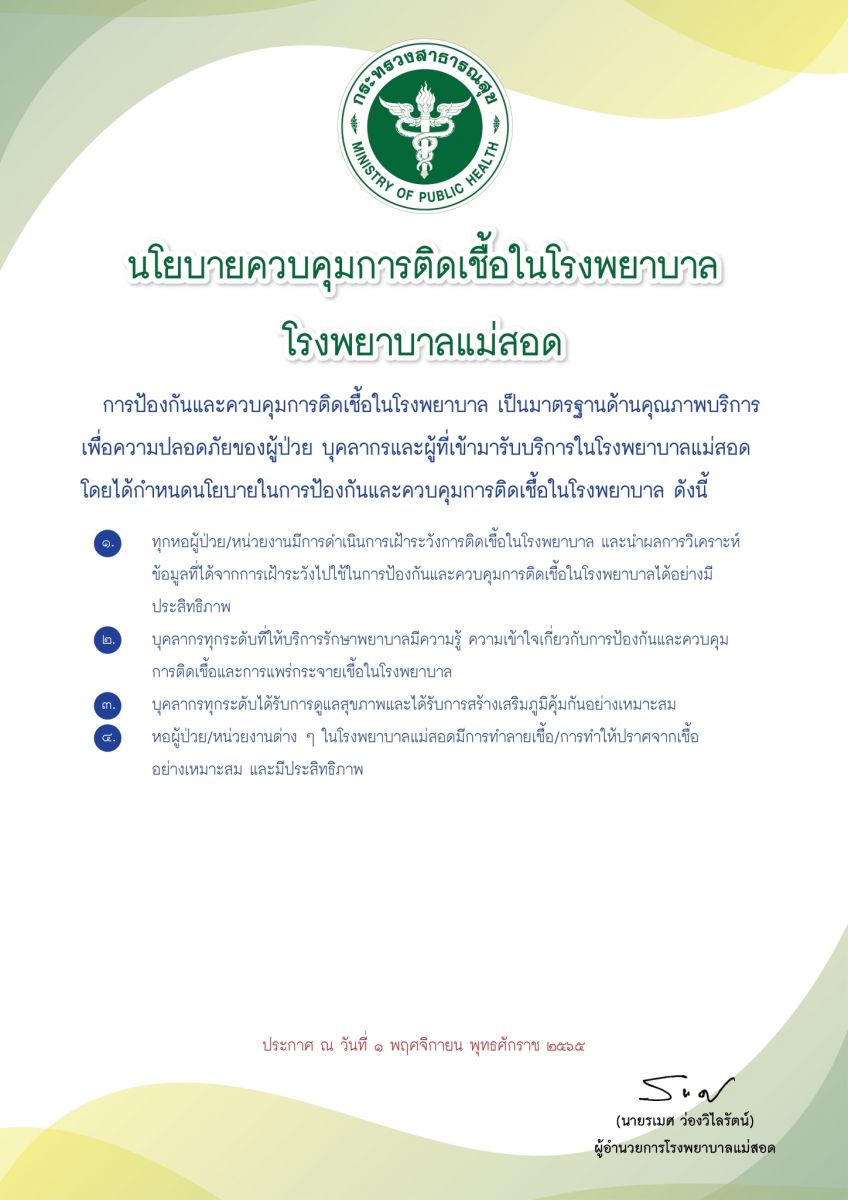 กระทรวงสาธารณสุข
MINISTRY OF PUBLIC HEALTH
นโยบายควบคุมการติดเชื้อในโรงพยาบาล
โรงพยาบาลแม่สอด
การป้องกันและควบคุมการติดเชื้อในโรงพยาบาล เป็นมาตรฐานด้านคุณภาพบริการ
เพื่อความปลอดภัยของผู้ป่วย บุคลากรและผู้ที่เข้ามารับบริการในโรงพยาบาลแม่สอด
โดยได้กำหนดนโยบายในการป้องกันและควบคุมการติดเชื้อในโรงพยาบาล ดังนี้
๑. ทุกหอผู้ป่วย/หน่วยงานมีการดำเนินการเฝ้าระวังการติดเชื้อในโรงพยาบาล และนำผลการวิเคราะห์
ข้อมูลที่ได้จากการเฝ้าระวังไปใช้ในการป้องกันและควบคุมการติดเชื้อในโรงพยาบาลได้อย่างมี
ประสิทธิภาพ
๒. บุคลากรทุกระดับที่ให้บริการรักษาพยาบาลมีความรู้ ความเข้าใจเกี่ยวกับการป้องกันและควบคุม
การติดเชื้อและการแพร่กระจายเชื้อในโรงพยาบาล
๓. บุคลากรทุกระดับได้รับการดูแลสุขภาพและได้รับการสร้างเสริมภูมิคุ้มกันอย่างเหมาะสม
๔. หอผู้ป่วย/หน่วยงานต่าง ๆ ในโรงพยาบาลแม่สอดมีการทำลายเชื้อ/การทำให้ปราศจากเชื้อ
อย่างเหมาะสม และมีประสิทธิภาพ
ประกาศ ณ วันที่ ๑ พฤศจิกายน พุทธศักราช ๒๕๖๕
(นายรเมศ ว่องวิไลรัตน์)
ผู้อำนวยการโรงพยาบาลแม่สอด